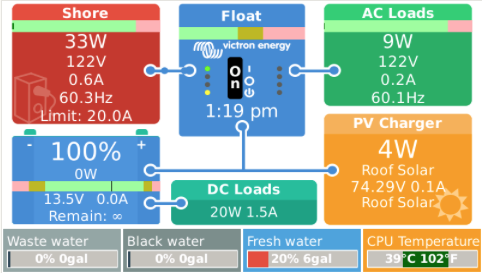 Shore
33W
122V
0.6A
60.3Hz
Limit: 20.0A
Float
victron energy
On
1:19 pm
AC Loads
9W
122V
0.2A
60.1Hz
PV Charger
4W
Roof Solar
74.29V 0.1A
Roof Solar
- +
100%
0W
13.5V 0.0A
Remain: ∞
DC Loads
20W 1.5A
Waste water
0% 0gal
Black water
0% 0gal
Fresh water
20% 6gal
CPU Temperature
39°C 102°F